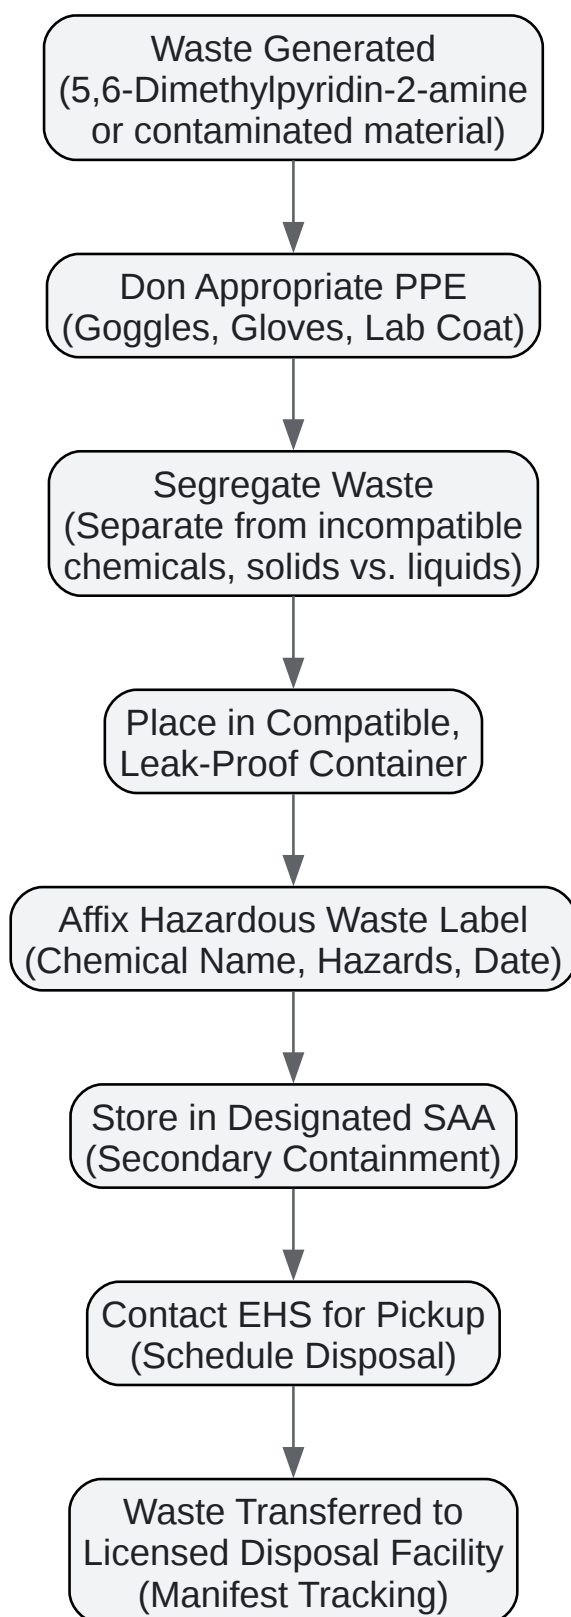 Waste Generated
(5,6-Dimethylpyridin-2-amine
or contaminated material)
Don Appropriate PPE
(Goggles, Gloves, Lab Coat)
Segregate Waste
(Separate from incompatible
chemicals, solids vs. liquids)
Place in Compatible,
Leak-Proof Container
Affix Hazardous Waste Label
(Chemical Name, Hazards, Date)
Store in Designated SAA
(Secondary Containment)
Contact EHS for Pickup
(Schedule Disposal)
Waste Transferred to
Licensed Disposal Facility
(Manifest Tracking)